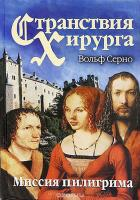 Странствия
Хирурга
Вольф Серно
Миссия пилигрима